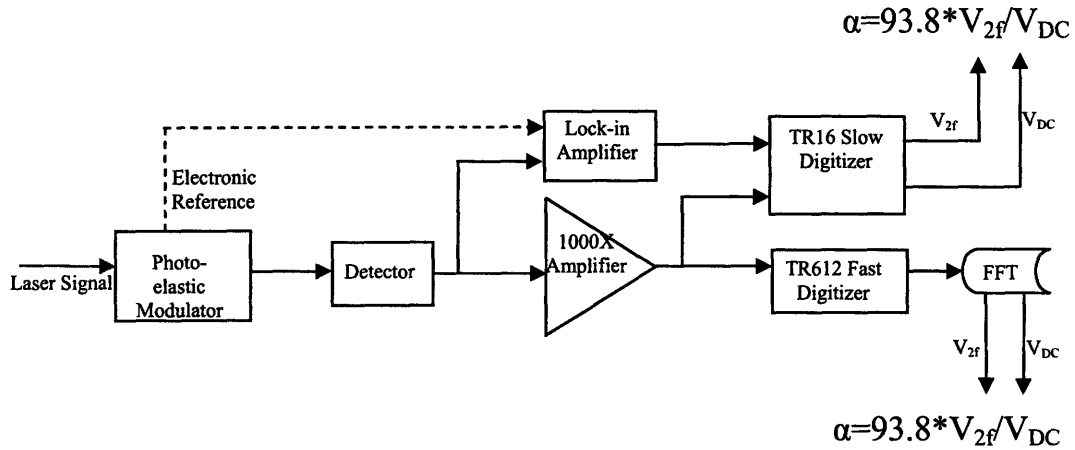 α=93.8*V2f/VDC
Lock-in
Amplifier
TR16 Slow
Digitizer
V2f
VDC
Electronic
Reference
Laser Signal
Photo-
elastic
Modulator
Detector
1000X
Amplifier
TR612 Fast
Digitizer
FFT
V2f
VDC
α=93.8*V2f/VDC